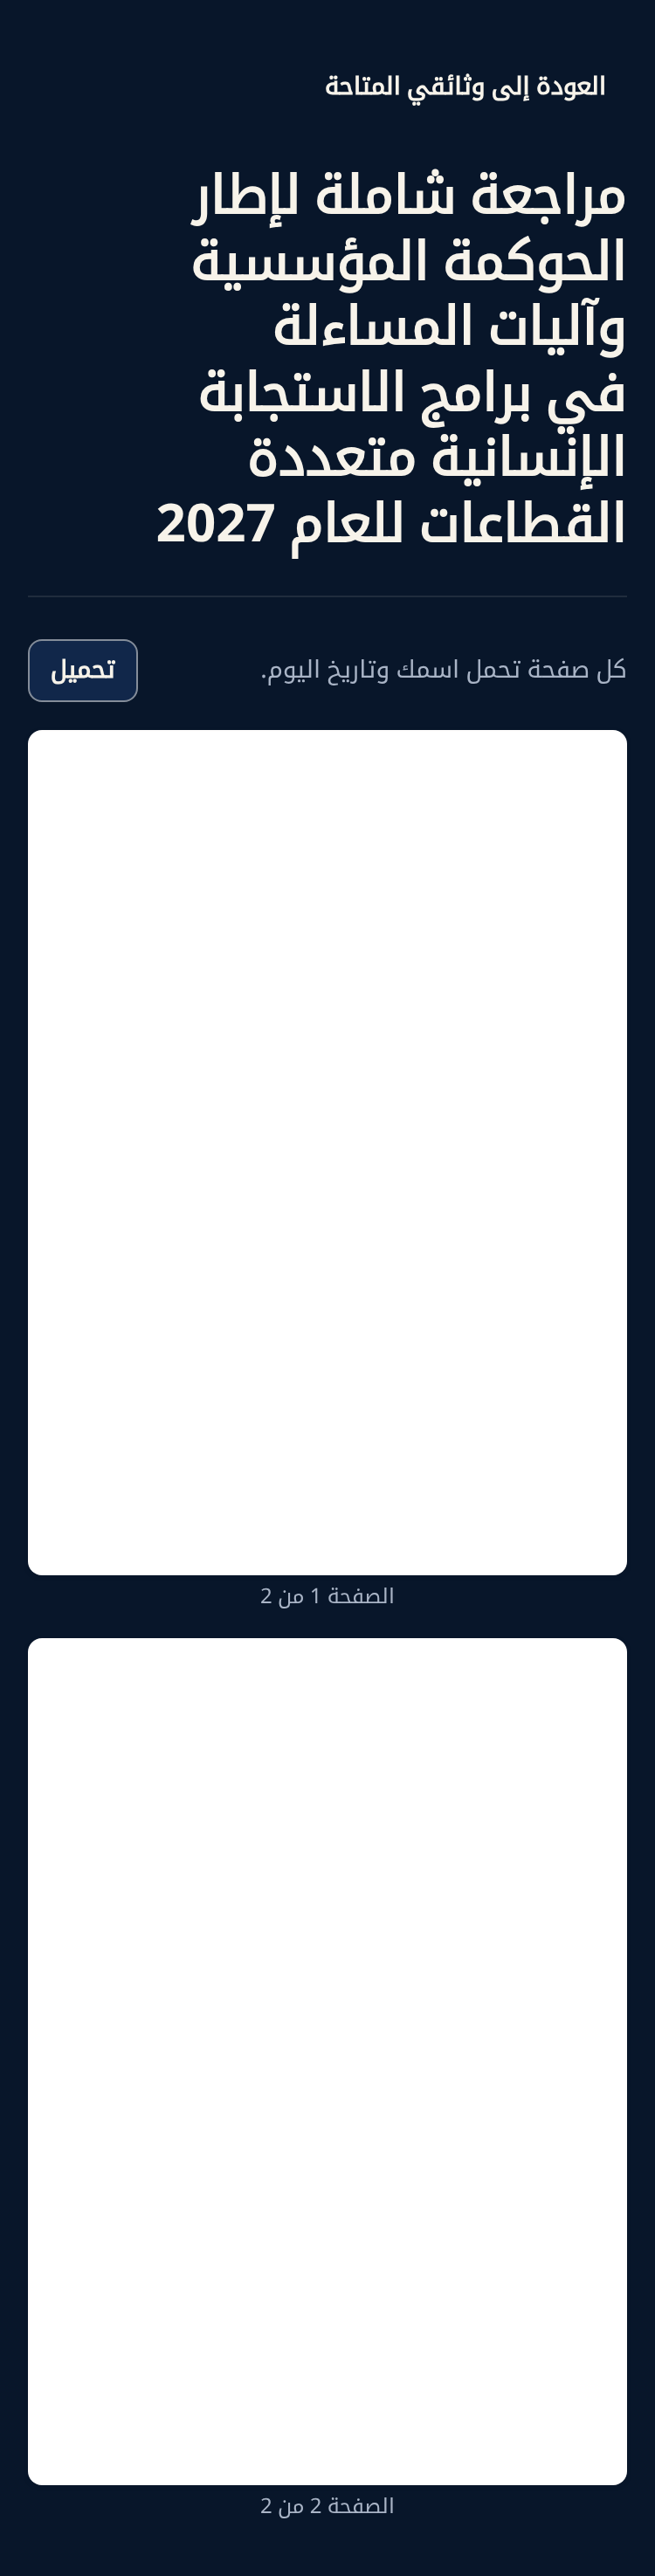 العودة إلى وثائقي المتاحة
مراجعة شاملة لإطار
الحوكمة المؤسسية
وآليات المساءلة
في برامج الاستجابة
الإنسانية متعددة
القطاعات للعام 2027
كل صفحة تحمل اسمك وتاريخ اليوم.
تحميل
الصفحة 1 من 2
الصفحة 2 من 2